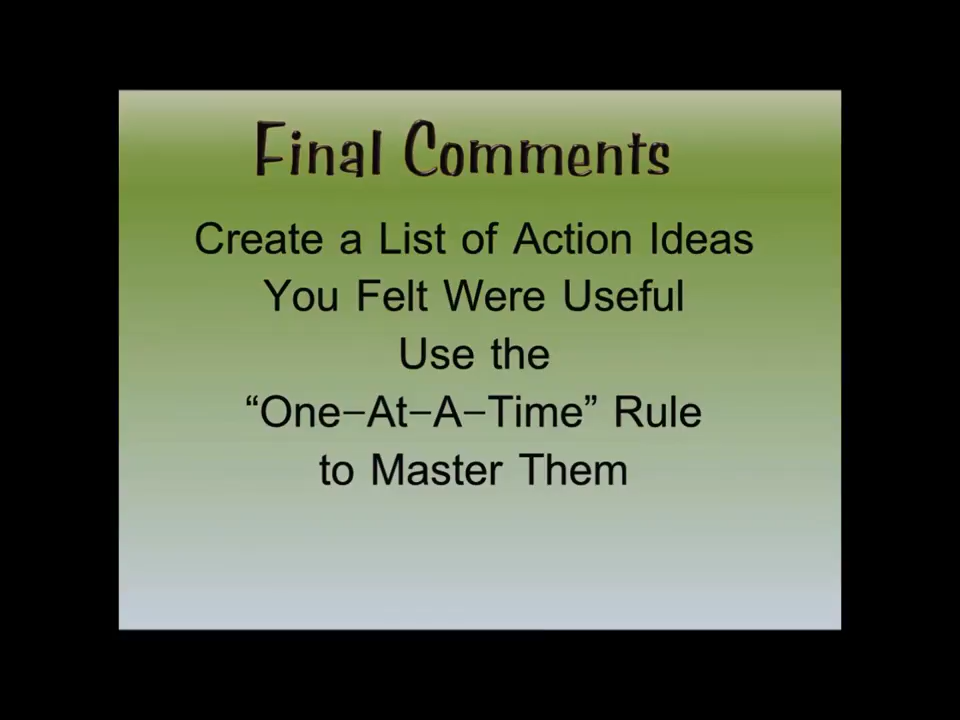 Final Comments
Create a List of Action Ideas
You Felt Were Useful
Use the
“One–At–A–Time” Rule
to Master Them